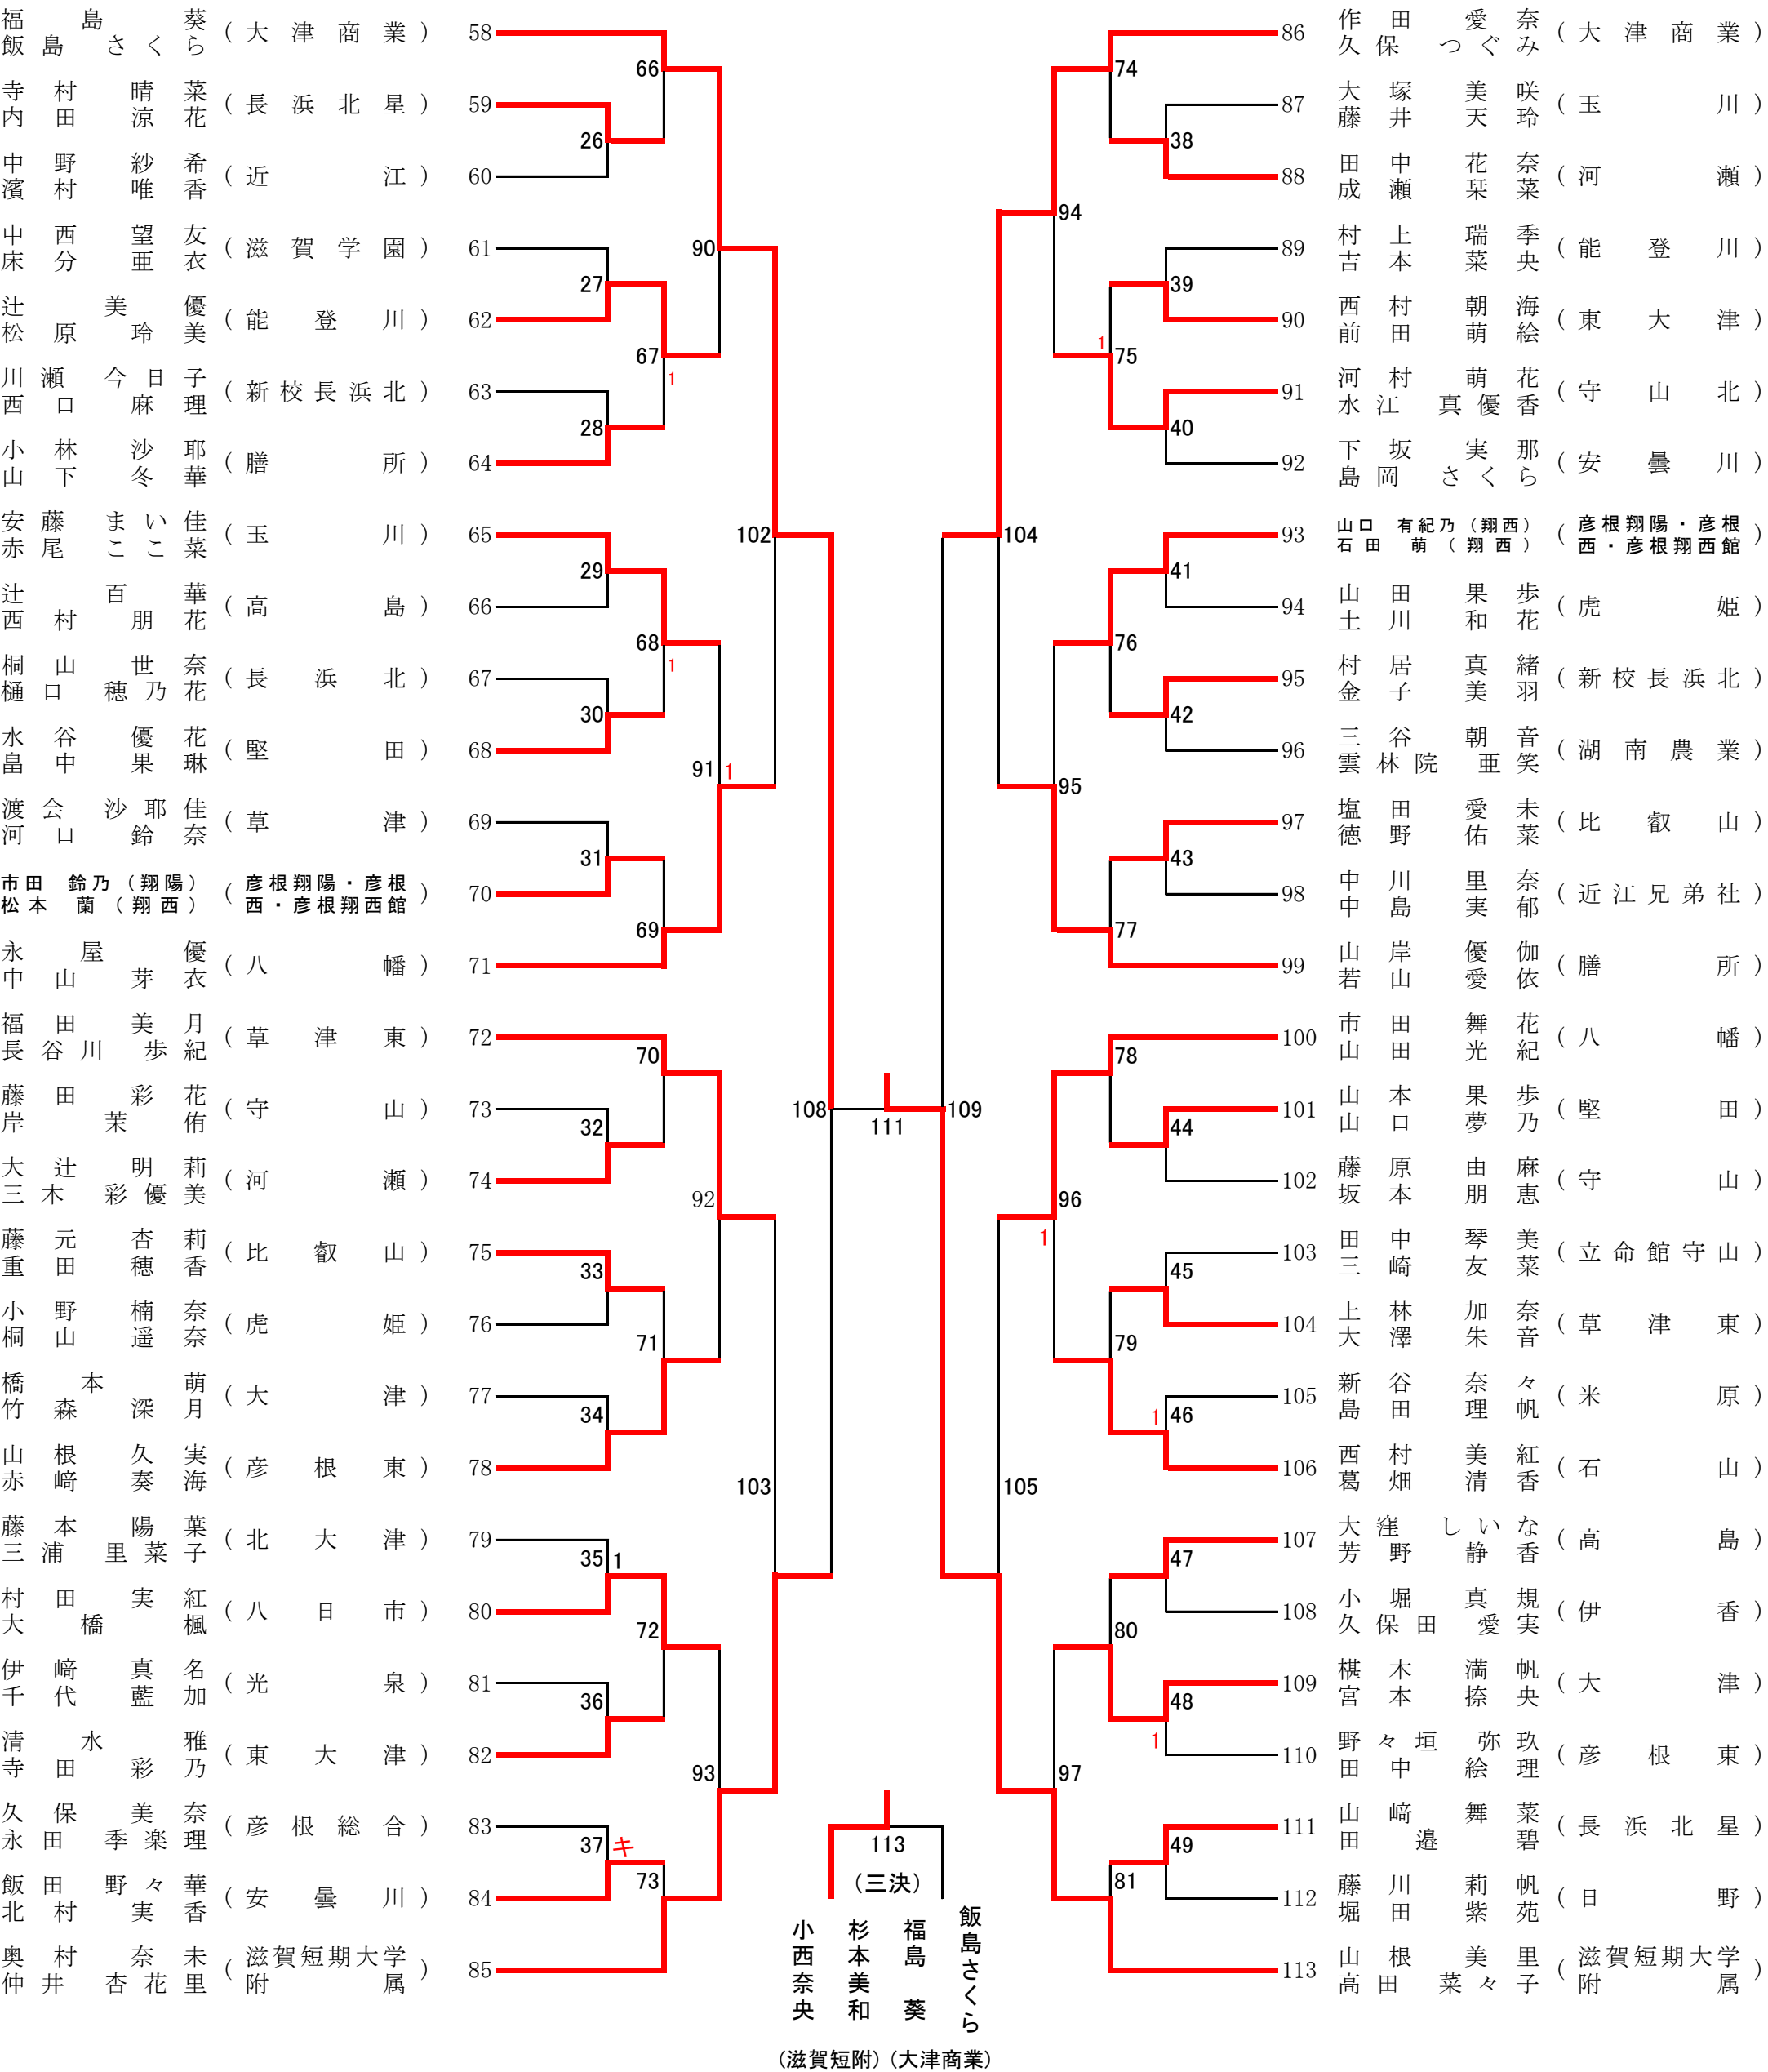 福島　葵
飯島　さくら
(大津商業) 58
寺村　晴菜
内田　涼花
(長浜北星) 59
中野　紗希
濱村　唯香
(近江) 60
中西　望友
床分　亜衣
(滋賀学園) 61
辻　美優
松原　玲美
(能登川) 62
川瀬　今日子
西口　麻理
(新校長浜北) 63
小林　沙耶
山下　冬華
(膳所) 64
安藤　まい佳
赤尾　ここ菜
(玉川) 65
辻　百華
西村　朋花
(高島) 66
桐山　世奈
樋口　穂乃花
(長浜北) 67
水谷　優花
畠中　果琳
(堅田) 68
渡会　沙耶佳
河口　鈴奈
(草津) 69
市田　鈴乃(翔陽)
松本　蘭(翔西)
(彦根翔陽・彦根
西・彦根翔西館) 70
永屋　優
中山　芽衣
(八幡) 71
福田　美月
長谷川　歩紀
(草津東) 72
藤田　彩花
岸　茉侑
(守山) 73
大辻　明莉
三木　彩優美
(河瀬) 74
藤元　杏莉
重田　穂香
(比叡山) 75
小野　楠奈
桐山　遥奈
(虎姫) 76
橋本　萌
竹森　深月
(大津) 77
山根　久実
赤﨑　奏海
(彦根東) 78
藤本　陽葉
三浦　里菜子
(北大津) 79
村田　実紅
大橋　楓
(八日市) 80
伊﨑　真名
千代　藍加
(光泉) 81
清水　雅
寺田　彩乃
(東大津) 82
久保　美奈
永田　季楽理
(彦根総合) 83
飯田　野々華
北村　実香
(安曇川) 84
奥村　奈未
仲井　杏花里
(滋賀短期大学
附属) 85
66
26
90
27
67
1
28
102
29
68
1
30
91 1
31
69
70
108
32
92
33
71
34
103
35 1
72
36
93
37 キ
73
111
109
74
38
94
39
1 75
40
104
41
76
42
95
43
77
78
44
96
1
45
79
1 46
105
47
80
48
1
97
49
81
86 作田　愛奈
久保　つぐみ
(大津商業)
87 大塚　美咲
藤井　天玲
(玉川)
88 田中　花奈
成瀬　栞菜
(河瀬)
89 村上　瑞季
吉本　菜央
(能登川)
90 西村　朝海
前田　萌絵
(東大津)
91 河村　萌花
水江　真優香
(守山北)
92 下坂　実那
島岡　さくら
(安曇川)
93 山口　有紀乃(翔西)
石田　萌(翔西)
(彦根翔陽・彦根
西・彦根翔西館)
94 山田　果歩
土川　和花
(虎姫)
95 村居　真緒
金子　美羽
(新校長浜北)
96 三谷　朝音
雲林院　亜笑
(湖南農業)
97 塩田　愛未
徳野　佑菜
(比叡山)
98 中川　里奈
中島　実郁
(近江兄弟社)
99 山岸　優伽
若山　愛依
(膳所)
100 市田　舞花
山田　光紀
(八幡)
101 山本　果歩
山口　夢乃
(堅田)
102 藤原　由麻
坂本　朋恵
(守山)
103 田中　琴美
三崎　友菜
(立命館守山)
104 上林　加奈
大澤　朱音
(草津東)
105 新谷　奈々
島田　理帆
(米原)
106 西村　美紅
葛畑　清香
(石山)
107 大窪　しいな
芳野　静香
(高島)
108 小堀　真規
久保田　愛実
(伊香)
109 椹木　満帆
宮本　捺央
(大津)
110 野々垣　弥玖
田中　絵理
(彦根東)
111 山﨑　舞菜
田邉　碧
(長浜北星)
112 藤川　莉帆
堀田　紫苑
(日野)
113 山根　美里
高田　菜々子
(滋賀短期大学
附属)
113
(三決)
小西奈央
杉本美和
福島　葵
飯島さくら
(滋賀短附)(大津商業)